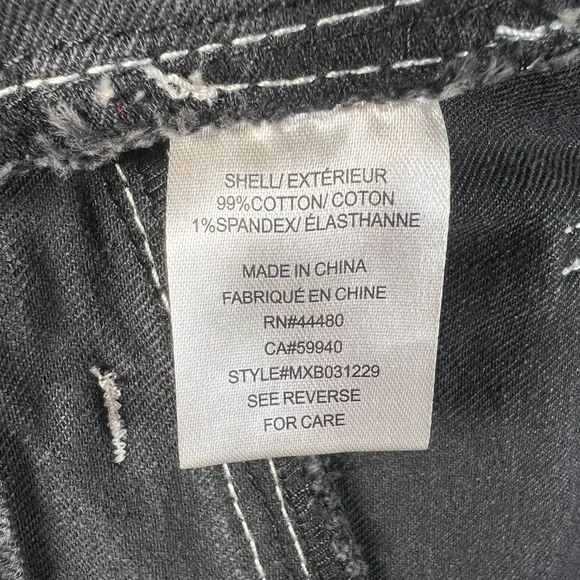 SHELL/ EXTÉRIEUR
99%COTTON/ COTON
1%SPANDEX/ ÉLASTHANNE
MADE IN CHINA
FABRIQUÉ EN CHINE
RN#44480
CA#59940
STYLE#MXB031229
SEE REVERSE
FOR CARE